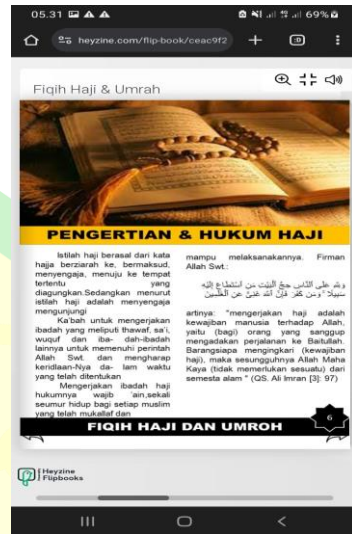 05.31
69%
heyzine.com/flip-book/ceac9f2
Fiqih Haji & Umrah
PENGERTIAN & HUKUM HAJI
Istilah haji berasal dari kata
hajja berziarah ke, bermaksud,
menyengaja, menuju ke tempat
tertentu yang
diagungkan.Sedangkan menurut
istilah haji adalah menyengaja
mengunjungi
Ka'bah untuk mengerjakan
ibadah yang meliputi thawaf, sa'i,
wuquf dan iba- dah-ibadah
lainnya untuk memenuhi perintah
Allah Swt. dan mengharap
keridlaan-Nya da- lam waktu
yang telah ditentukan
Mengerjakan ibadah haji
hukumnya wajib 'ain,sekali
seumur hidup bagi setiap muslim
yang telah mukallaf dan
mampu melaksanakannya. Firman
Allah Swt.:
وَلِلَّهِ عَلَى النَّاسِ حِجُّ الْبَيْتِ مَنِ اسْتَطَاعَ إِلَيْهِ
سَبِيلًا ۚ وَمَنْ كَفَرَ فَإِنَّ اللَّهَ غَنِيٌّ عَنِ الْعَالَمِينَ
artinya: "mengerjakan haji adalah
kewajiban manusia terhadap Allah,
yaitu (bagi) orang yang sanggup
mengadakan perjalanan ke Baitullah.
Barangsiapa mengingkari (kewajiban
haji), maka sesungguhnya Allah Maha
Kaya (tidak memerlukan sesuatu) dari
semesta alam " (QS. Ali Imran [3]: 97)
6
FIQIH HAJI DAN UMROH
Heyzine
Flipbooks